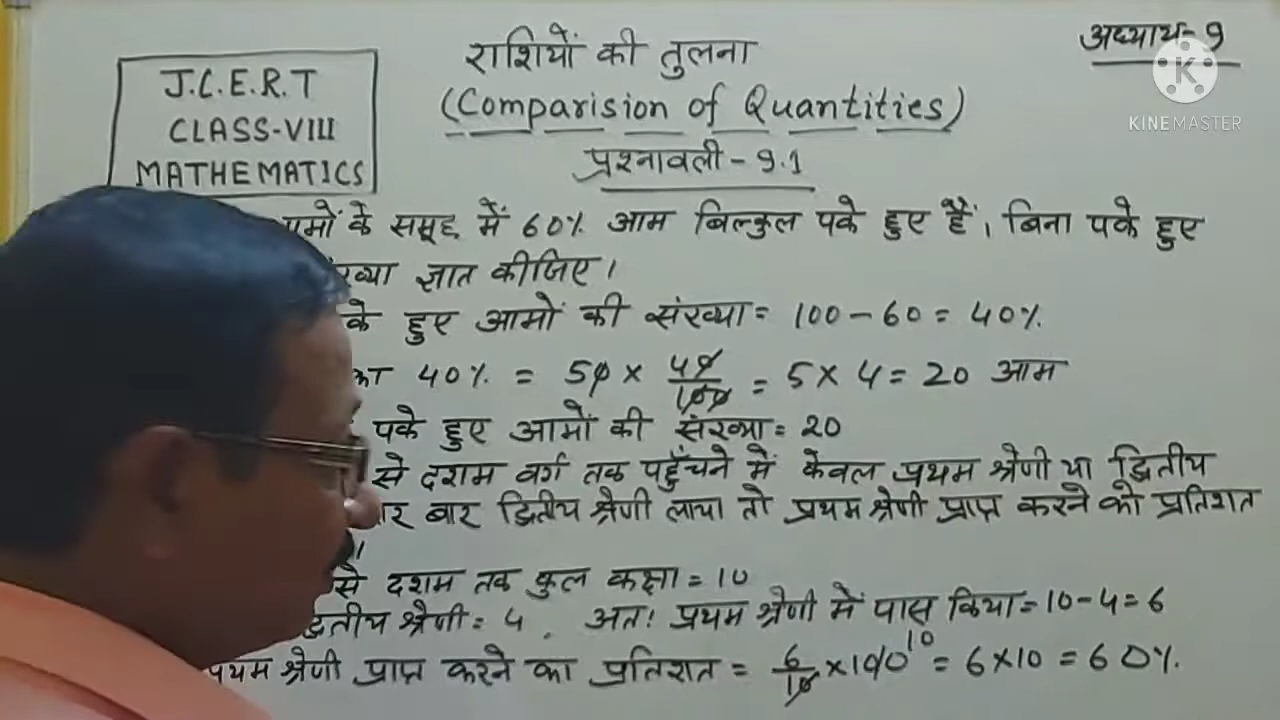 राशियों की तुलना
अध्याय-9
J.C.E.R.T
CLASS-VIII
MATHEMATICS
(Comparision of Quantities)
प्रश्नावली-9.1
KINEMASTER
के समूह में 60% आम बिल्कुल पके हुए हैं, बिना पके हुए
ज्ञात कीजिए।
हुए आमों की संख्या = 100-60 = 40%.
40% = 50 × 40/100 = 5×4 = 20 आम
पके हुए आमों की संख्या = 20
से दशम वर्ग तक पहुँचने में केवल प्रथम श्रेणी या द्वितीय
बार द्वितीय श्रेणी लाया तो प्रथम श्रेणी प्राप्त करने को प्रतिशत
से दशम तक कुल कक्षा = 10
श्रेणी = 4. अतः प्रथम श्रेणी में पास किया = 10-4=6
श्रेणी प्राप्त करने का प्रतिशत = 6/10 ×100 10 = 6×10 = 60%.